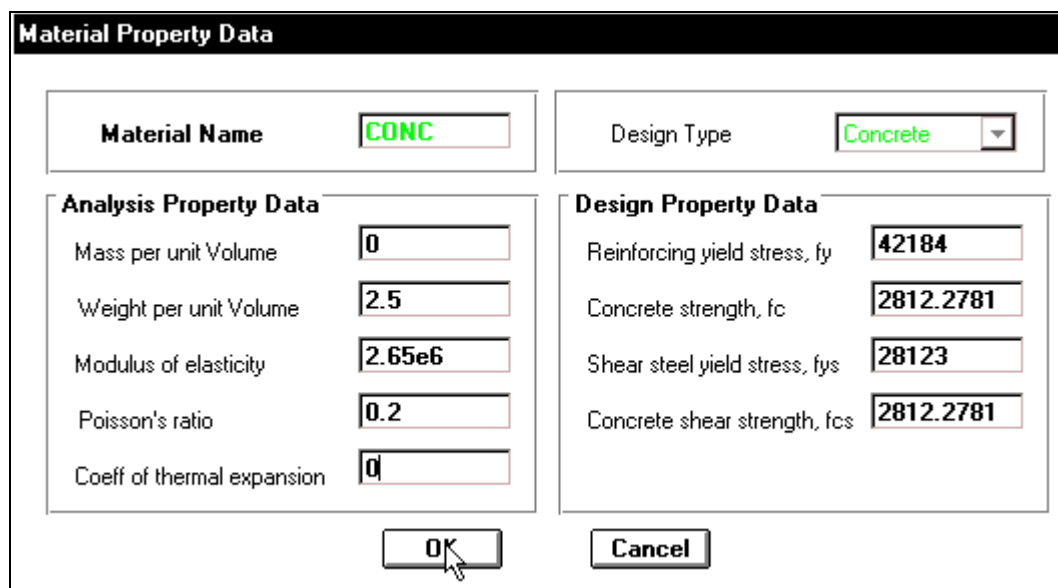 Material Property Data
Material Name CONC
Design Type Concrete
Analysis Property Data
Mass per unit Volume 0
Weight per unit Volume 2.5
Modulus of elasticity 2.65e6
Poisson's ratio 0.2
Coeff of thermal expansion 0
Design Property Data
Reinforcing yield stress, fy 42184
Concrete strength, fc 2812.2781
Shear steel yield stress, fys 28123
Concrete shear strength, fcs 2812.2781
OK
Cancel